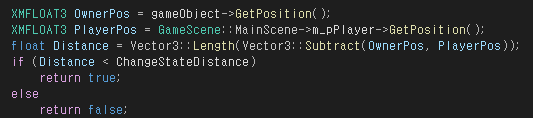 XMFLOAT3 OwnerPos = gameObject->GetPosition();
XMFLOAT3 PlayerPos = GameScene::MainScene->m_pPlayer->GetPosition();
float Distance = Vector3::Length(Vector3::Subtract(OwnerPos, PlayerPos));
if (Distance < ChangeStateDistance)
    return true;
else
    return false;